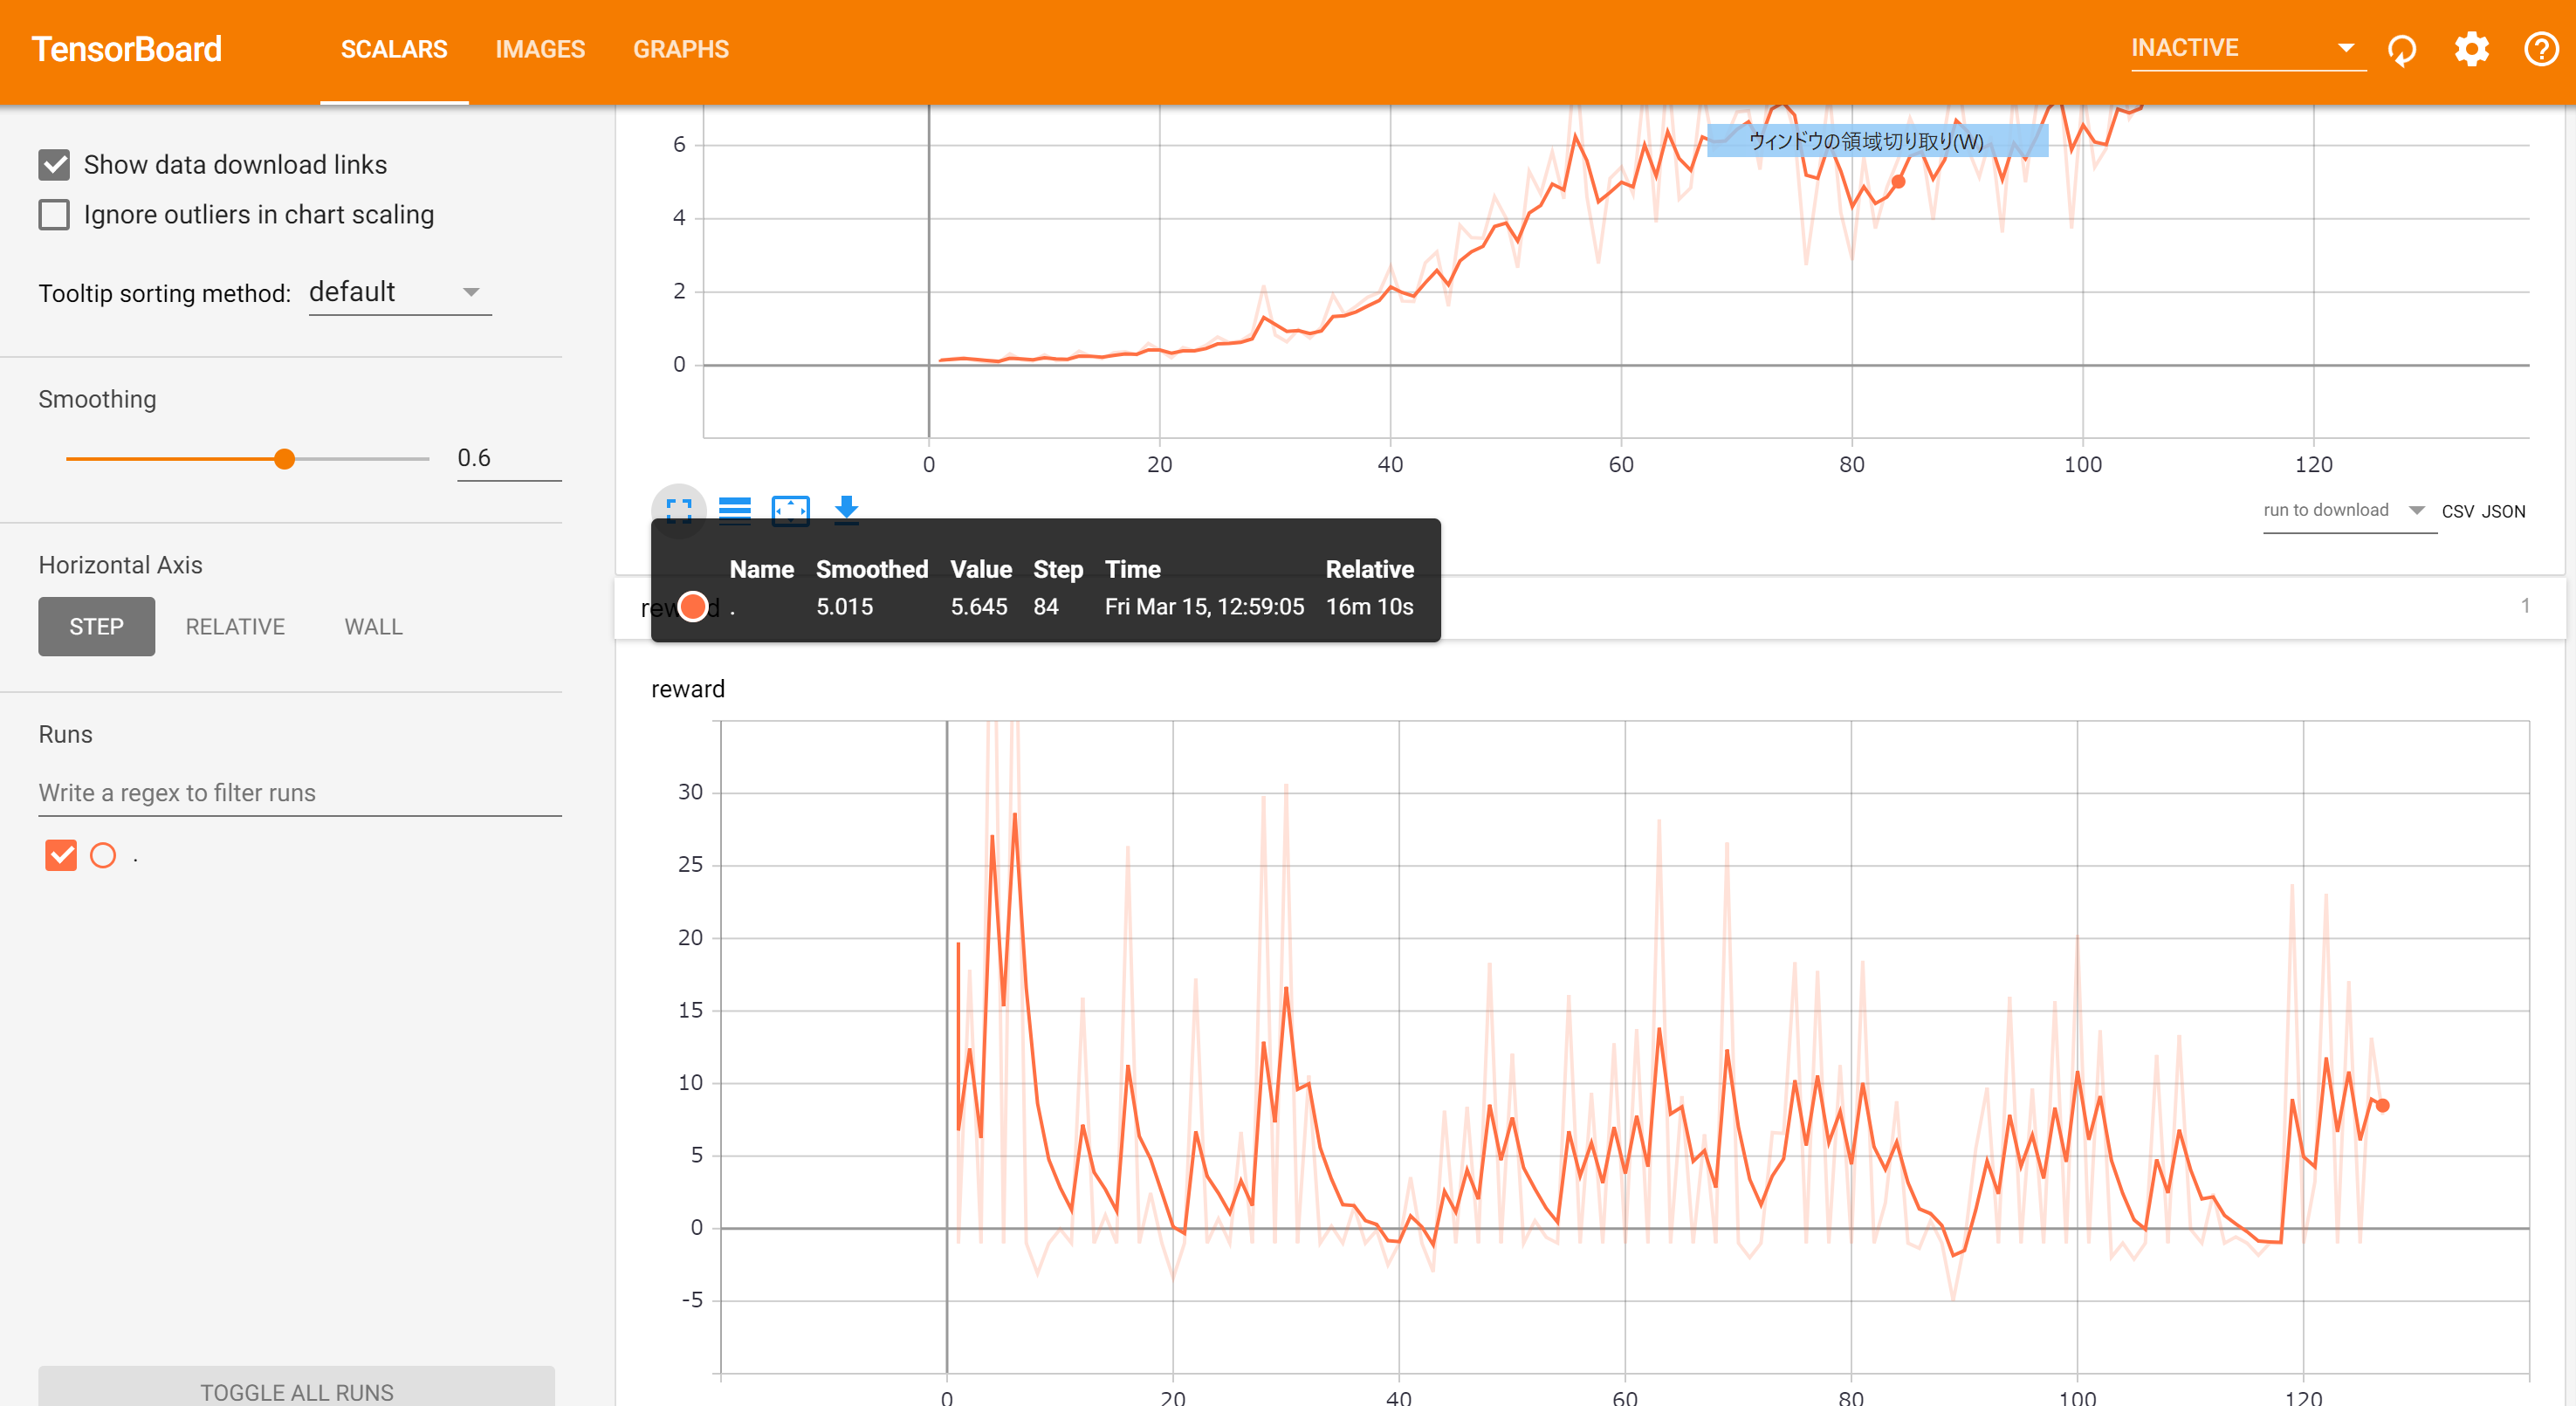 TensorBoard SCALARS IMAGES GRAPHS INACTIVE
Show data download links
Ignore outliers in chart scaling
Tooltip sorting method: default
Smoothing
0.6
Horizontal Axis
STEP RELATIVE WALL
Runs
Write a regex to filter runs
.
TOGGLE ALL RUNS
6
4
2
0
ウィンドウの領域切り取り(W)
0 20 40 60 80 100 120
run to download CSV JSON
Name Smoothed Value Step Time Relative
. 5.015 5.645 84 Fri Mar 15, 12:59:05 16m 10s
reward 1
reward
30
25
20
15
10
5
0
-5
0 20 40 60 80 100 120